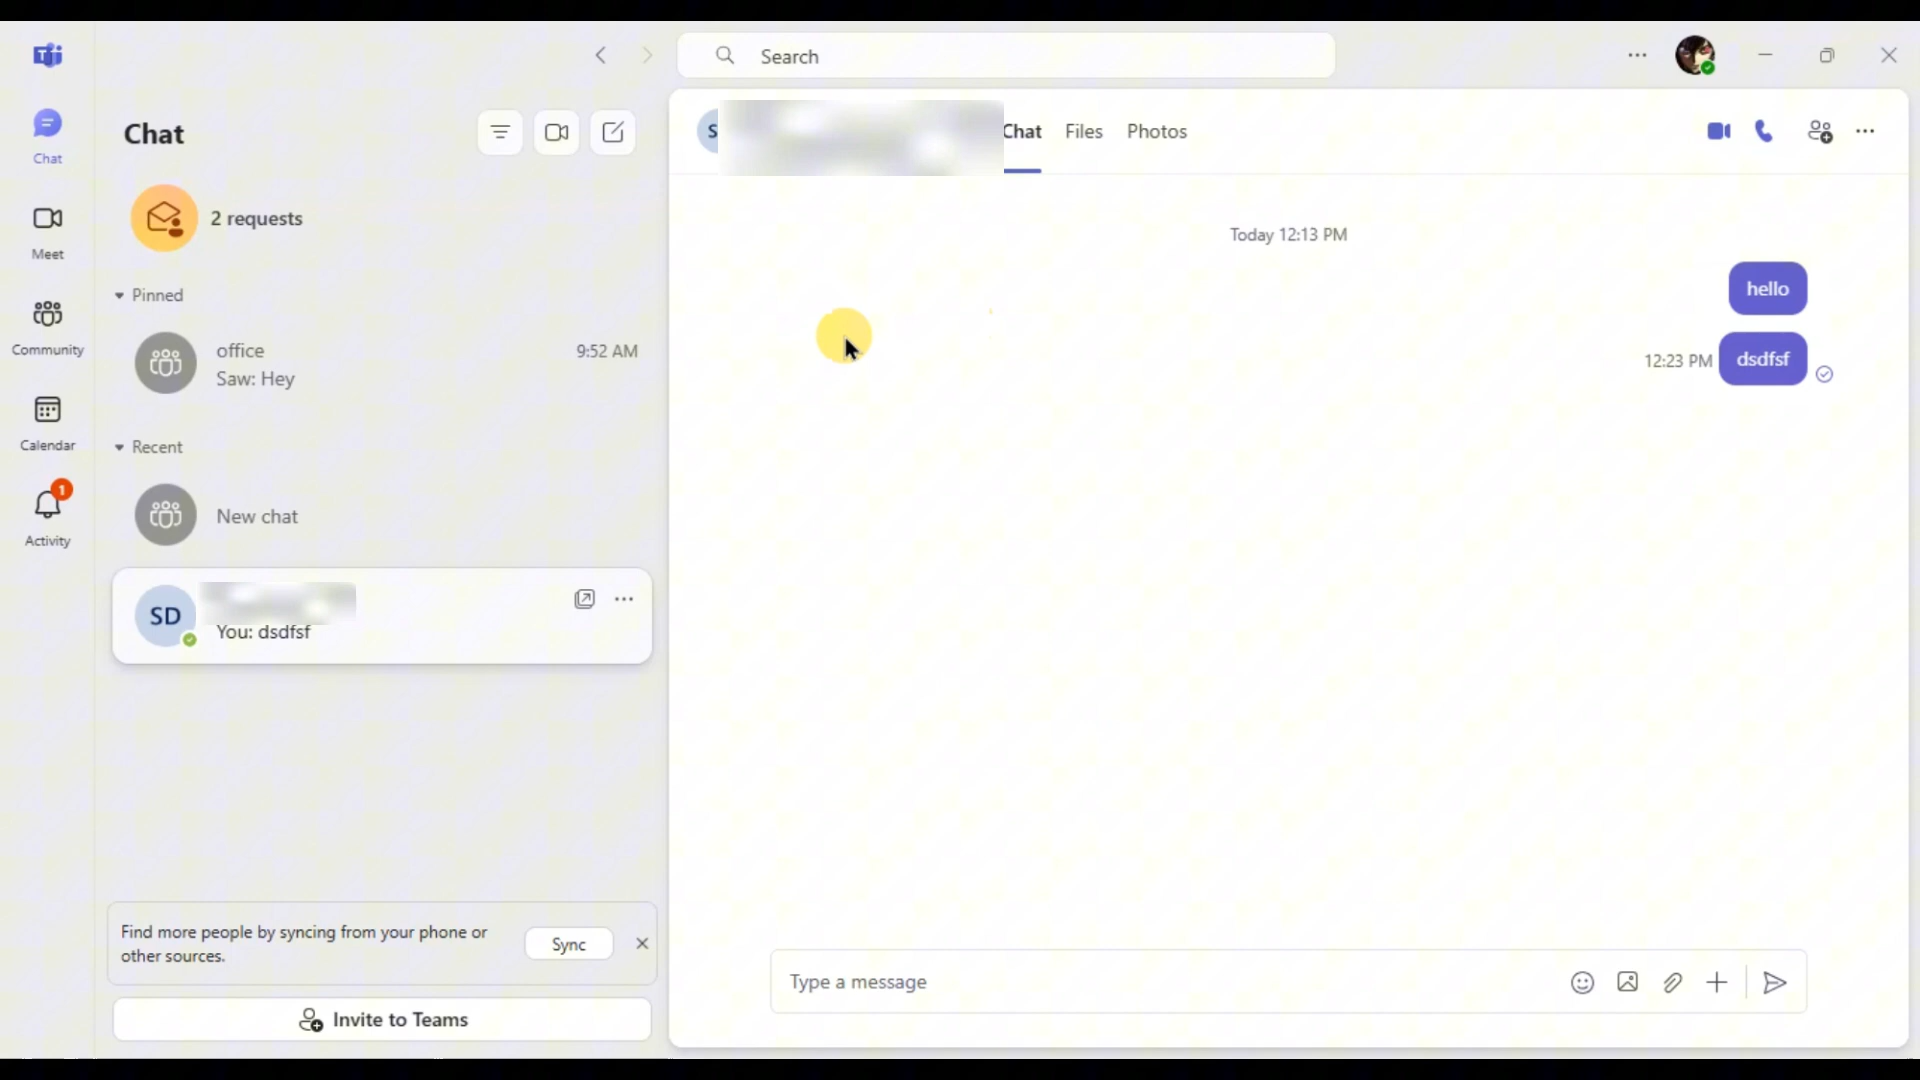 Search
Chat
Meet
Community
Calendar
1
Activity
Chat
2 requests
Pinned
office
9:52 AM
Saw: Hey
Recent
New chat
SD
You: dsdfsf
Find more people by syncing from your phone or
other sources.
Sync
Invite to Teams
S
Chat Files Photos
Today 12:13 PM
hello
12:23 PM dsdfsf
Type a message